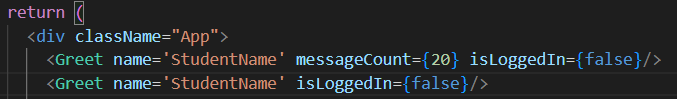 return (
<div className="App">
<Greet name='StudentName' messageCount={20} isLoggedIn={false}/>
<Greet name='StudentName' isLoggedIn={false}/>